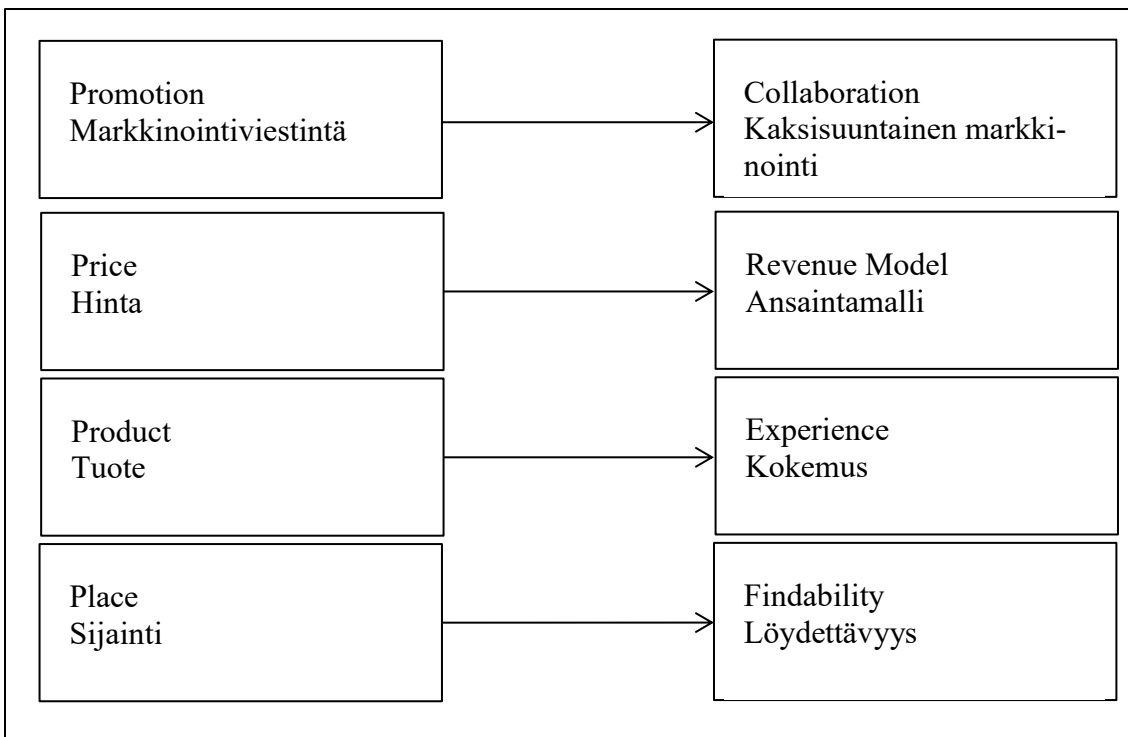 Promotion
Markkinointiviestintä
Collaboration
Kaksisuuntainen markki-
nointi
Price
Hinta
Revenue Model
Ansaintamalli
Product
Tuote
Experience
Kokemus
Place
Sijainti
Findability
Löydettävyys